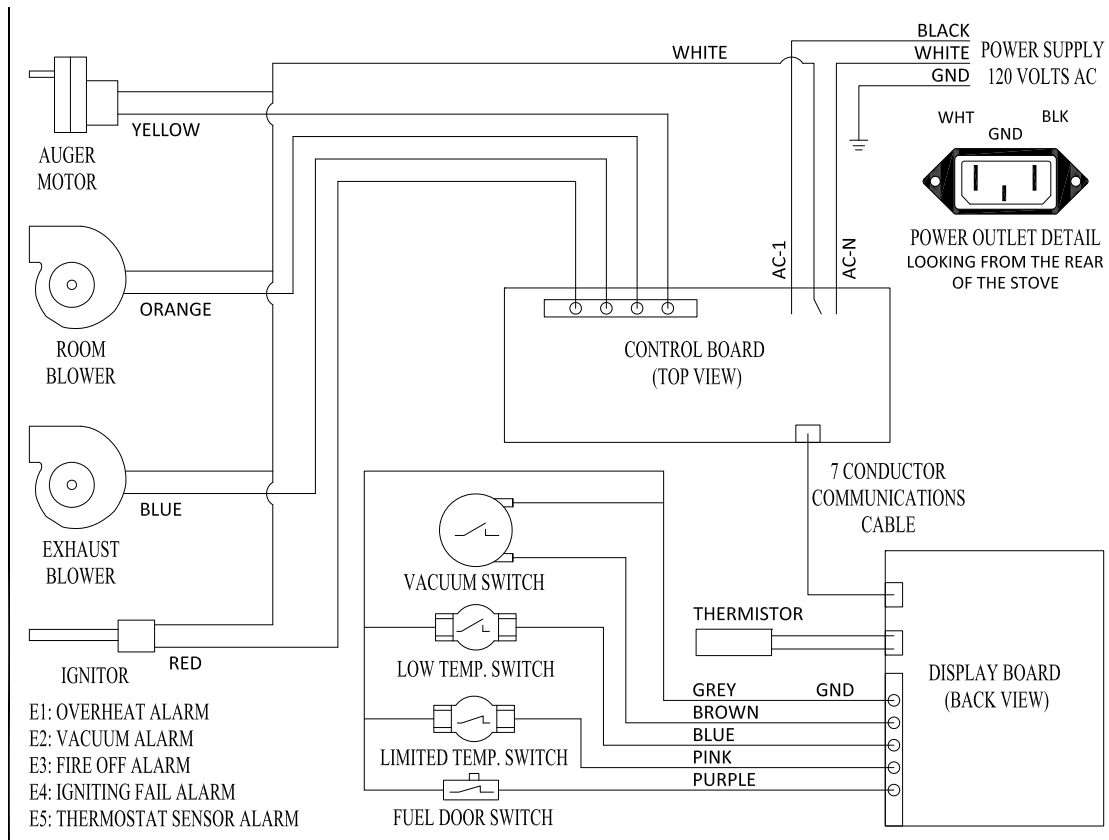 BLACK
WHITE
WHITE
POWER SUPPLY
120 VOLTS AC
GND
YELLOW
AUGER
MOTOR
WHT
GND
BLK
POWER OUTLET DETAIL
LOOKING FROM THE REAR
OF THE STOVE
AC-1
AC-N
ORANGE
ROOM
BLOWER
CONTROL BOARD
(TOP VIEW)
BLUE
EXHAUST
BLOWER
7 CONDUCTOR
COMMUNICATIONS
CABLE
VACUUM SWITCH
THERMISTOR
RED
IGNITOR
LOW TEMP. SWITCH
DISPLAY BOARD
(BACK VIEW)
GREY
GND
BROWN
BLUE
PINK
PURPLE
LIMITED TEMP. SWITCH
FUEL DOOR SWITCH
E1: OVERHEAT ALARM
E2: VACUUM ALARM
E3: FIRE OFF ALARM
E4: IGNITING FAIL ALARM
E5: THERMOSTAT SENSOR ALARM